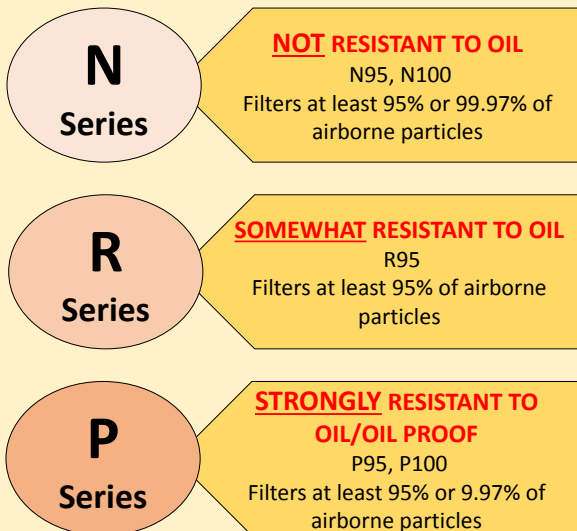 N
Series
NOT RESISTANT TO OIL
N95, N100
Filters at least 95% or 99.97% of
airborne particles
R
Series
SOMEWHAT RESISTANT TO OIL
R95
Filters at least 95% of airborne
particles
P
Series
STRONGLY RESISTANT TO
OIL/OIL PROOF
P95, P100
Filters at least 95% or 9.97% of
airborne particles